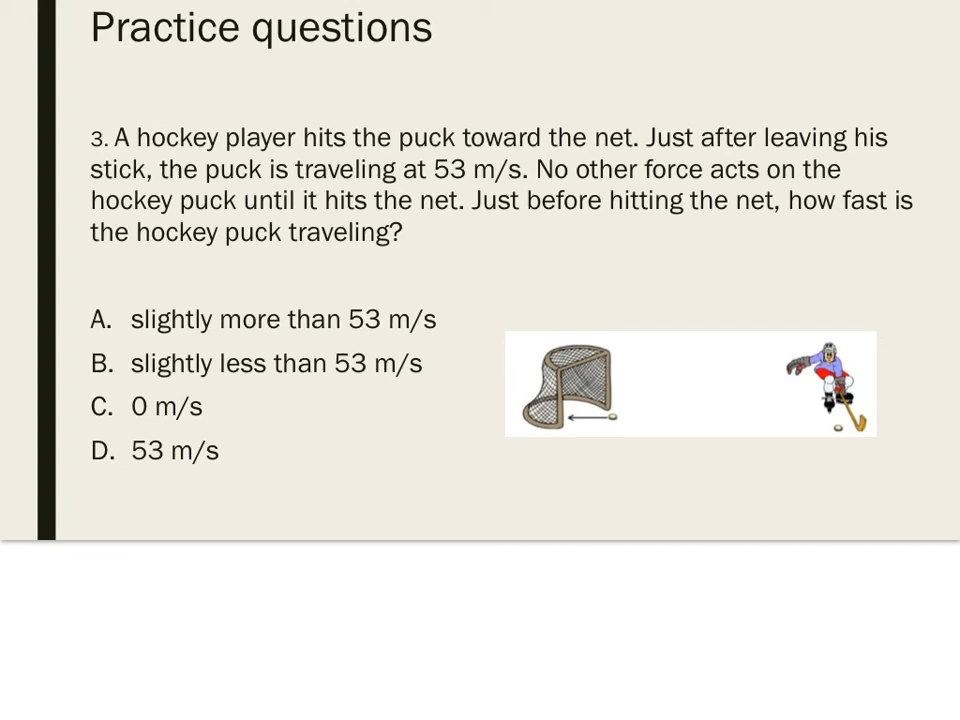 Practice questions
3. A hockey player hits the puck toward the net. Just after leaving his
stick, the puck is traveling at 53 m/s. No other force acts on the
hockey puck until it hits the net. Just before hitting the net, how fast is
the hockey puck traveling?
A. slightly more than 53 m/s
B. slightly less than 53 m/s
C. 0 m/s
D. 53 m/s